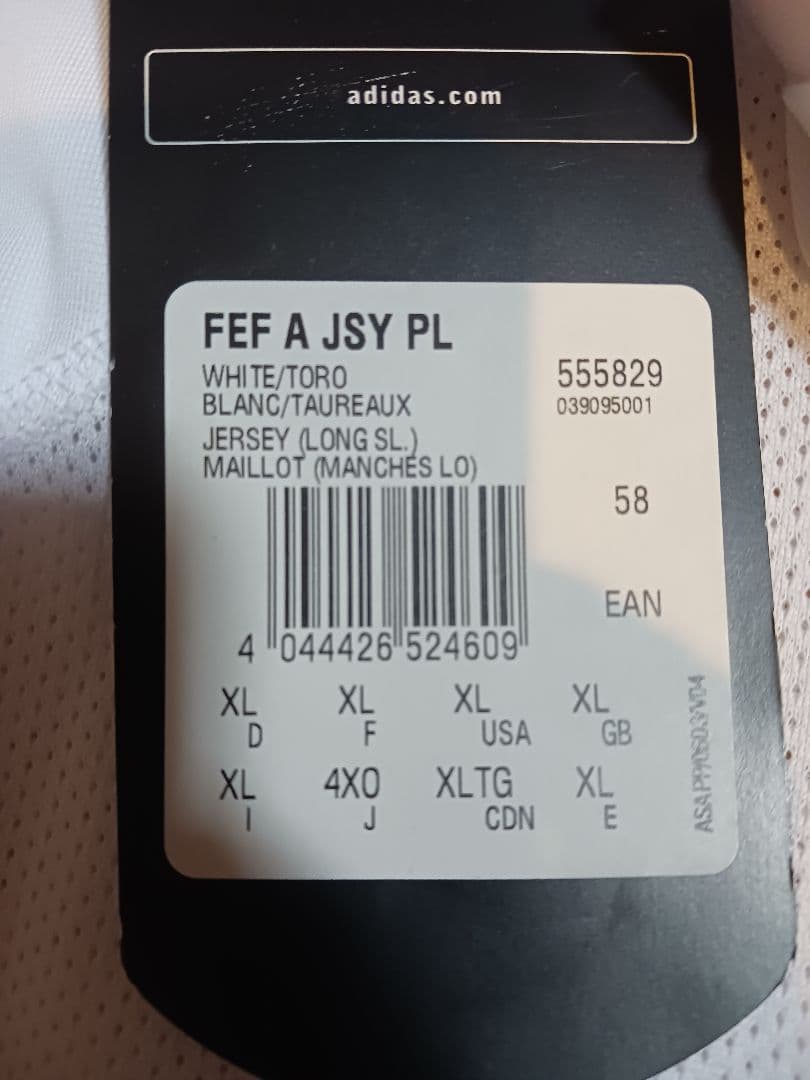 adidas.com
FEF A JSY PL
WHITE/TORO
BLANC/TAUREAUX
555829
039095001
JERSEY (LONG SL.)
MAILLOT (MANCHES LO)
58
EAN
4 044426 524609
XL XL XL XL
D F USA GB
XL 4XO XLTG XL
I J CDN E